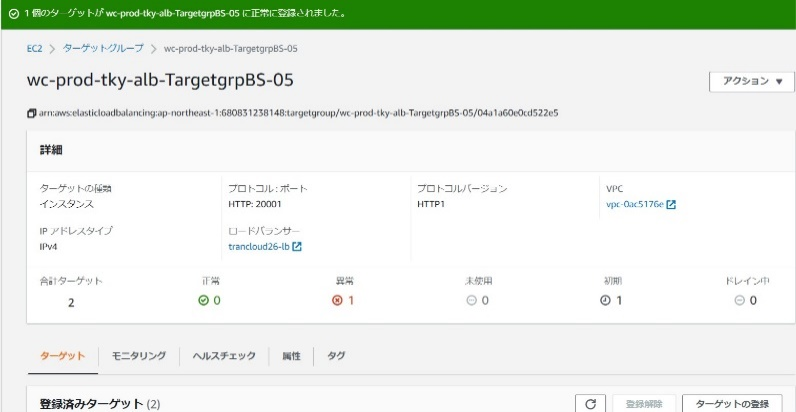 1 個のターゲットが wc-prod-tky-alb-TargetgrpBS-05 に正常に登録されました。
EC2 > ターゲットグループ > wc-prod-tky-alb-TargetgrpBS-05
wc-prod-tky-alb-TargetgrpBS-05
アクション
arn:aws:elasticloadbalancing:ap-northeast-1:680831238148:targetgroup/wc-prod-tky-alb-TargetgrpBS-05/04a1a60e0cd522e5
詳細
ターゲットの種類 プロトコル : ポート プロトコルバージョン VPC
インスタンス HTTP: 20001 HTTP1 vpc-0ac5176e
IP アドレスタイプ ロードバランサー
IPv4 trancloud26-lb
合計ターゲット 正常 異常 未使用 初期 ドレイン中
2 0 1 0 1 0
ターゲット モニタリング ヘルスチェック 属性 タグ
登録済みターゲット (2) 登録解除 ターゲットの登録